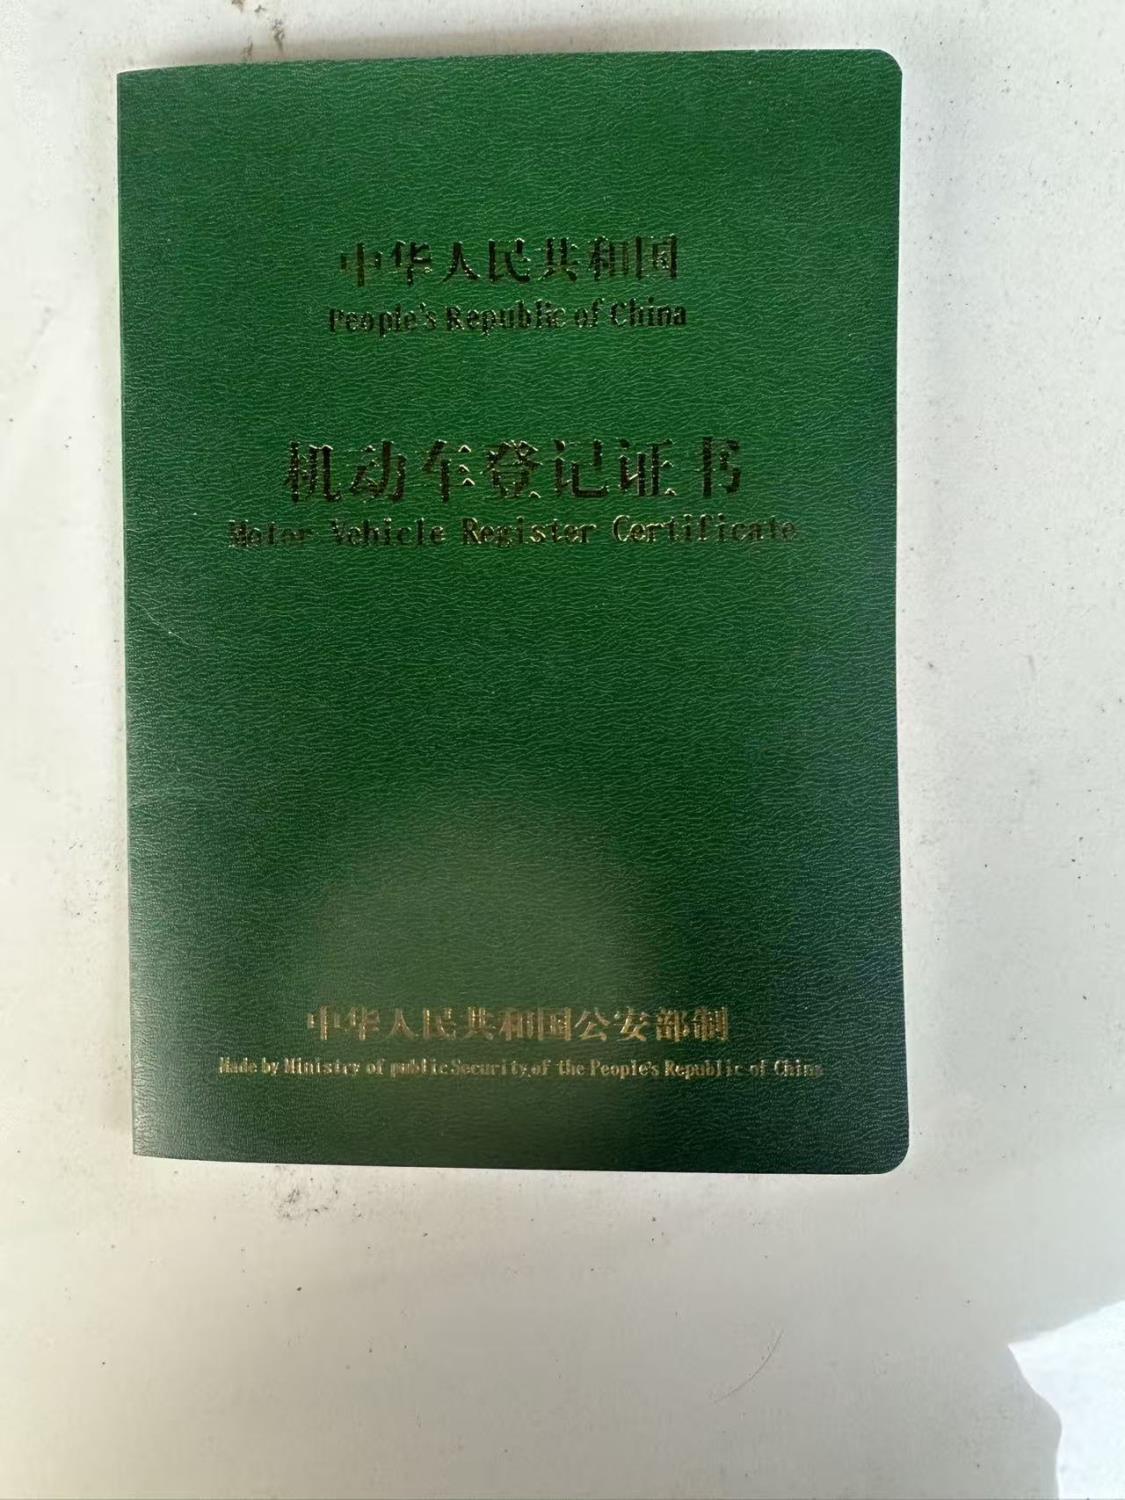 中华人民共和国
People's Republic of China
机动车登记证书
Motor Vehicle Register Certificate
中华人民共和国公安部制
Made by Ministry of public Security of the People's Republic of China